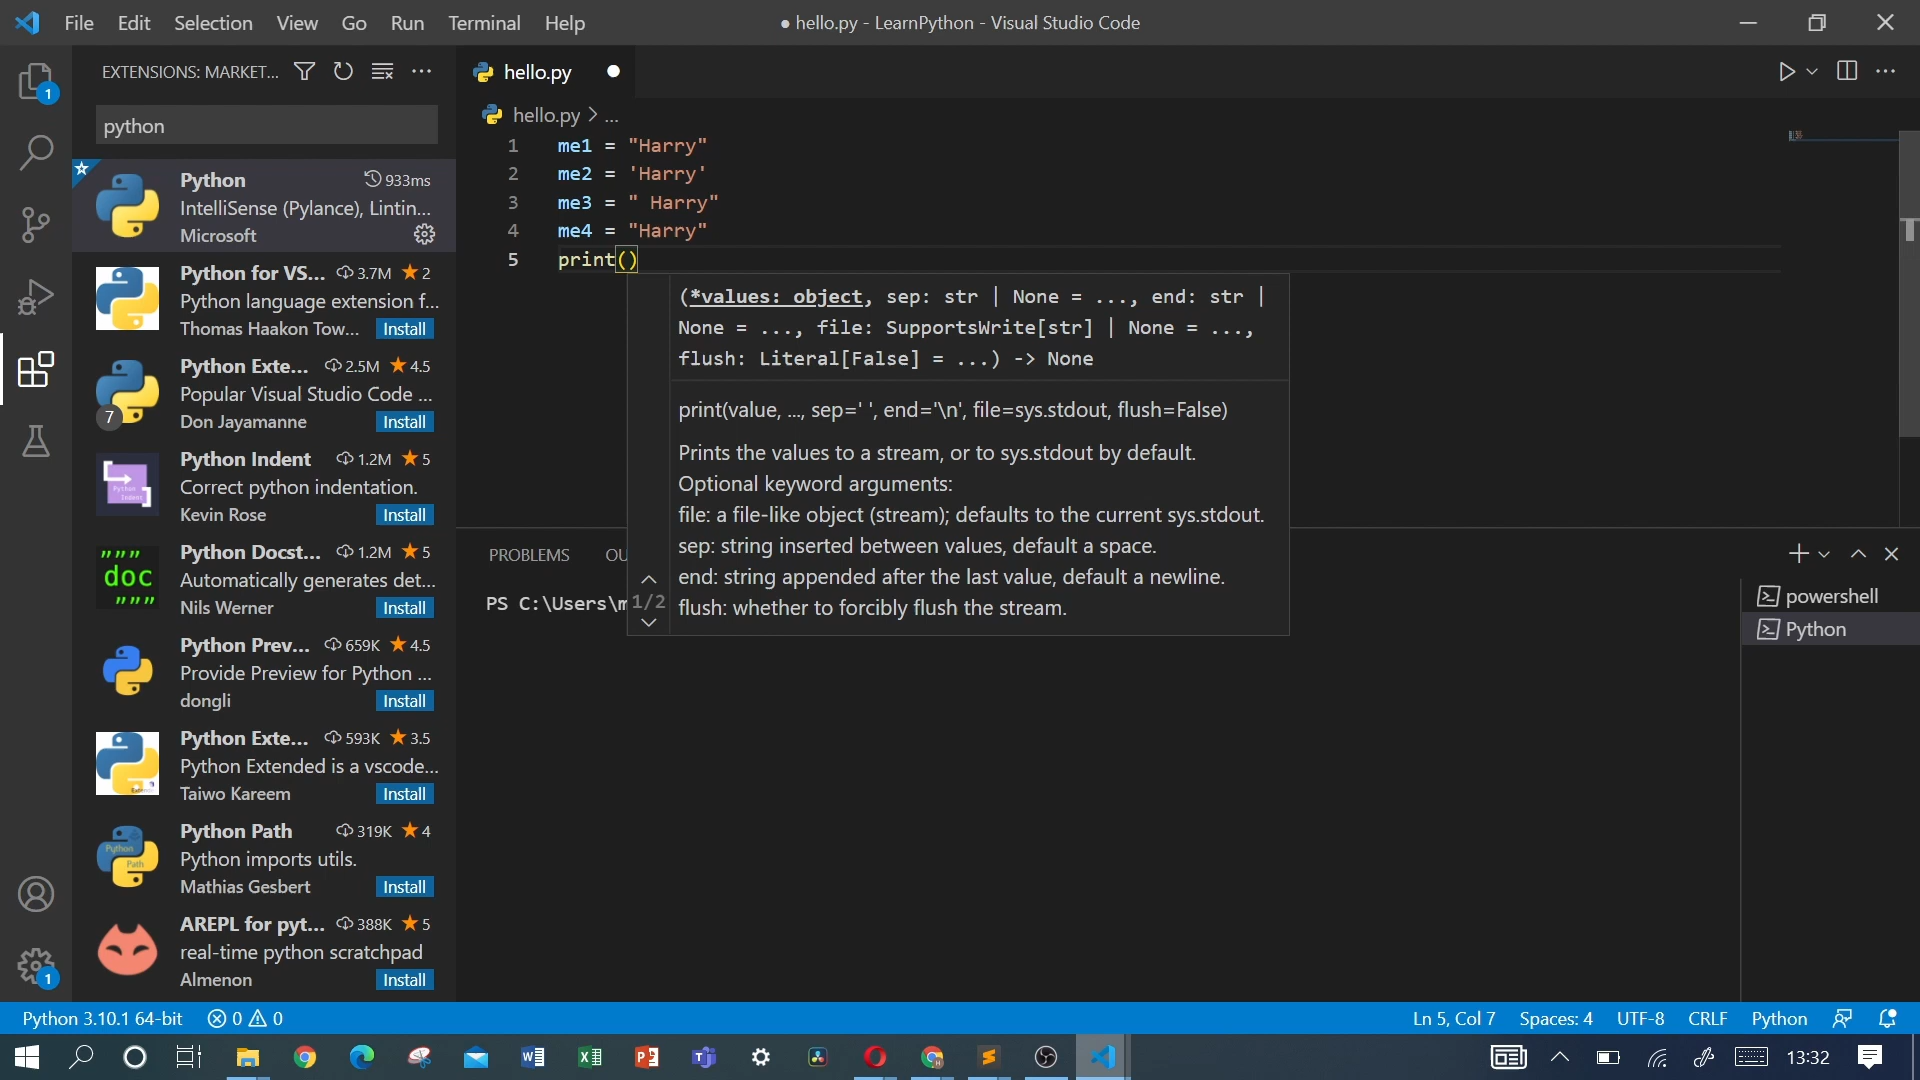 File Edit Selection View Go Run Terminal Help
● hello.py - LearnPython - Visual Studio Code
EXTENSIONS: MARKET...
python
Python 933ms
IntelliSense (Pylance), Lintin...
Microsoft
Python for VS... 3.7M ★ 2
Python language extension f...
Thomas Haakon Tow... Install
Python Exte... 2.5M ★ 4.5
Popular Visual Studio Code ...
7
Don Jayamanne Install
Python Indent 1.2M ★ 5
Correct python indentation.
Kevin Rose Install
Python Docst... 1.2M ★ 5
""" doc """
Automatically generates det...
Nils Werner Install
Python Prev... 659K ★ 4.5
Provide Preview for Python ...
dongli Install
Python Exte... 593K ★ 3.5
Python Extended is a vscode...
Taiwo Kareem Install
Python Path 319K ★ 4
Python imports utils.
Mathias Gesbert Install
AREPL for pyt... 388K ★ 5
real-time python scratchpad
Almenon Install
1
1
hello.py ●
hello.py > ...
1 me1 = "Harry"
2 me2 = 'Harry'
3 me3 = " Harry"
4 me4 = "Harry"
5 print()
(*values: object, sep: str | None = ..., end: str |
None = ..., file: SupportsWrite[str] | None = ...,
flush: Literal[False] = ...) -> None
print(value, ..., sep=' ', end='\n', file=sys.stdout, flush=False)
Prints the values to a stream, or to sys.stdout by default.
Optional keyword arguments:
file: a file-like object (stream); defaults to the current sys.stdout.
sep: string inserted between values, default a space.
end: string appended after the last value, default a newline.
flush: whether to forcibly flush the stream.
1/2
PROBLEMS OU
PS C:\Users\m
powershell
Python
Python 3.10.1 64-bit 0 0
Ln 5, Col 7 Spaces: 4 UTF-8 CRLF Python
13:32